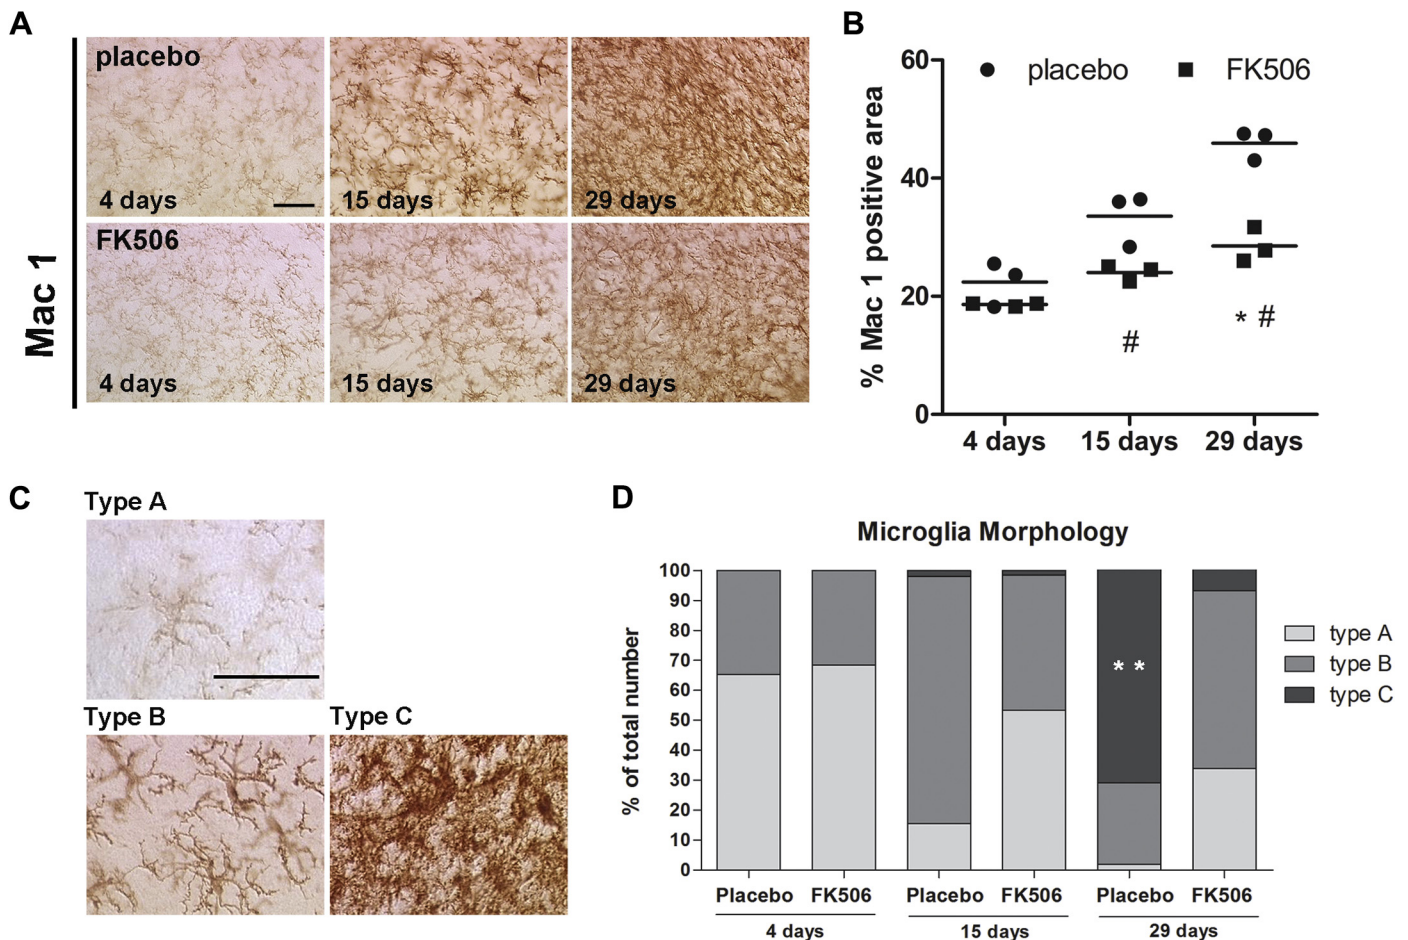 A
Mac 1
placebo
4 days
15 days
29 days
FK506
4 days
15 days
29 days
B
% Mac 1 positive area
60
40
20
0
placebo
FK506
#
* #
4 days
15 days
29 days
C
Type A
Type B
Type C
D
Microglia Morphology
% of total number
100
90
80
70
60
50
40
30
20
10
0
* *
type A
type B
type C
Placebo
FK506
Placebo
FK506
Placebo
FK506
4 days
15 days
29 days